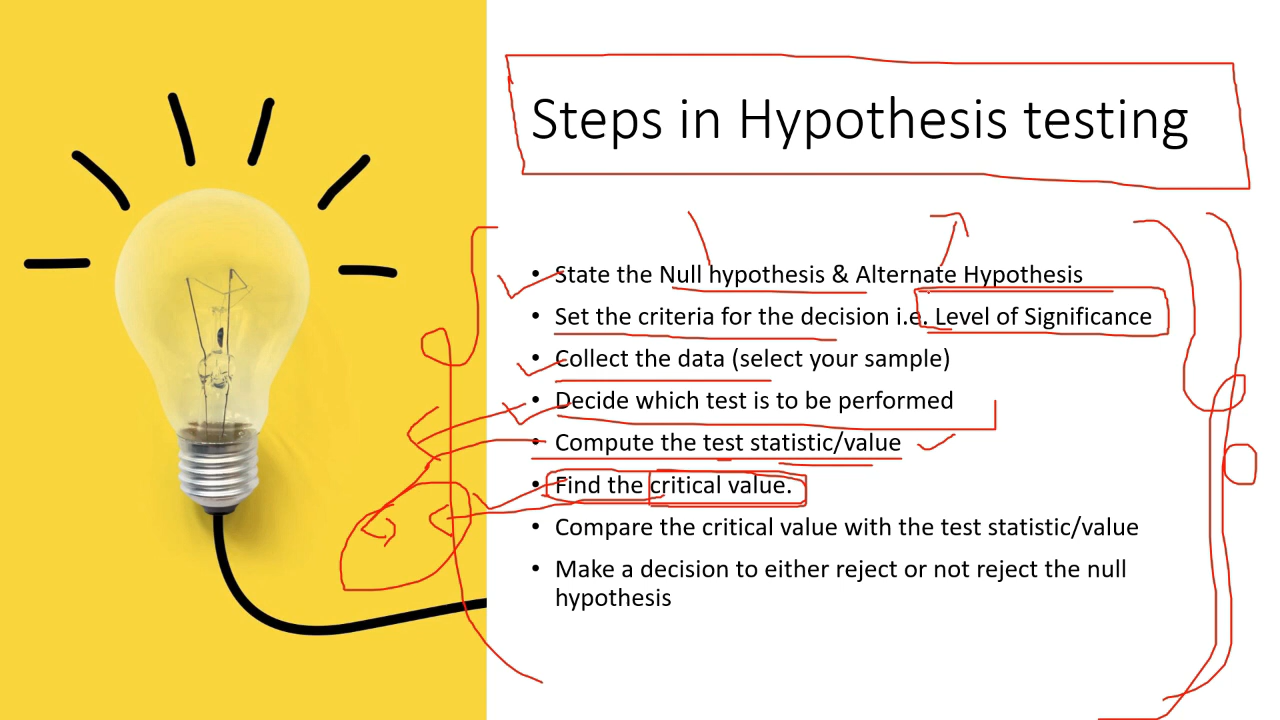 Steps in Hypothesis testing
• State the Null hypothesis & Alternate Hypothesis
• Set the criteria for the decision i.e. Level of Significance
• Collect the data (select your sample)
• Decide which test is to be performed
• Compute the test statistic/value
• Find the critical value.
• Compare the critical value with the test statistic/value
• Make a decision to either reject or not reject the null
hypothesis